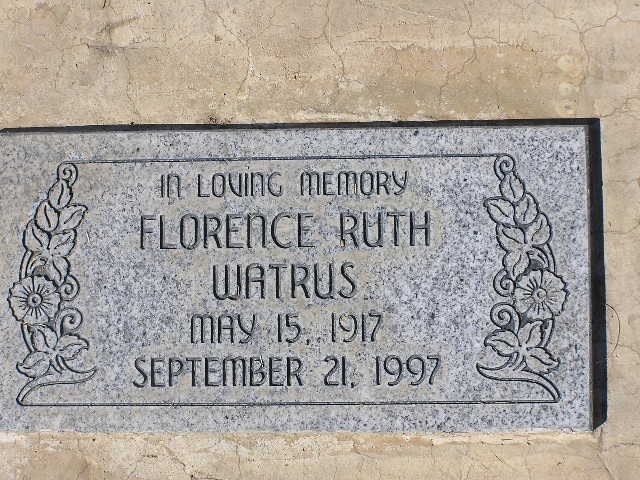 IN LOVING MEMORY
FLORENCE RUTH
WATRUS
MAY 15, 1917
SEPTEMBER 21, 1997